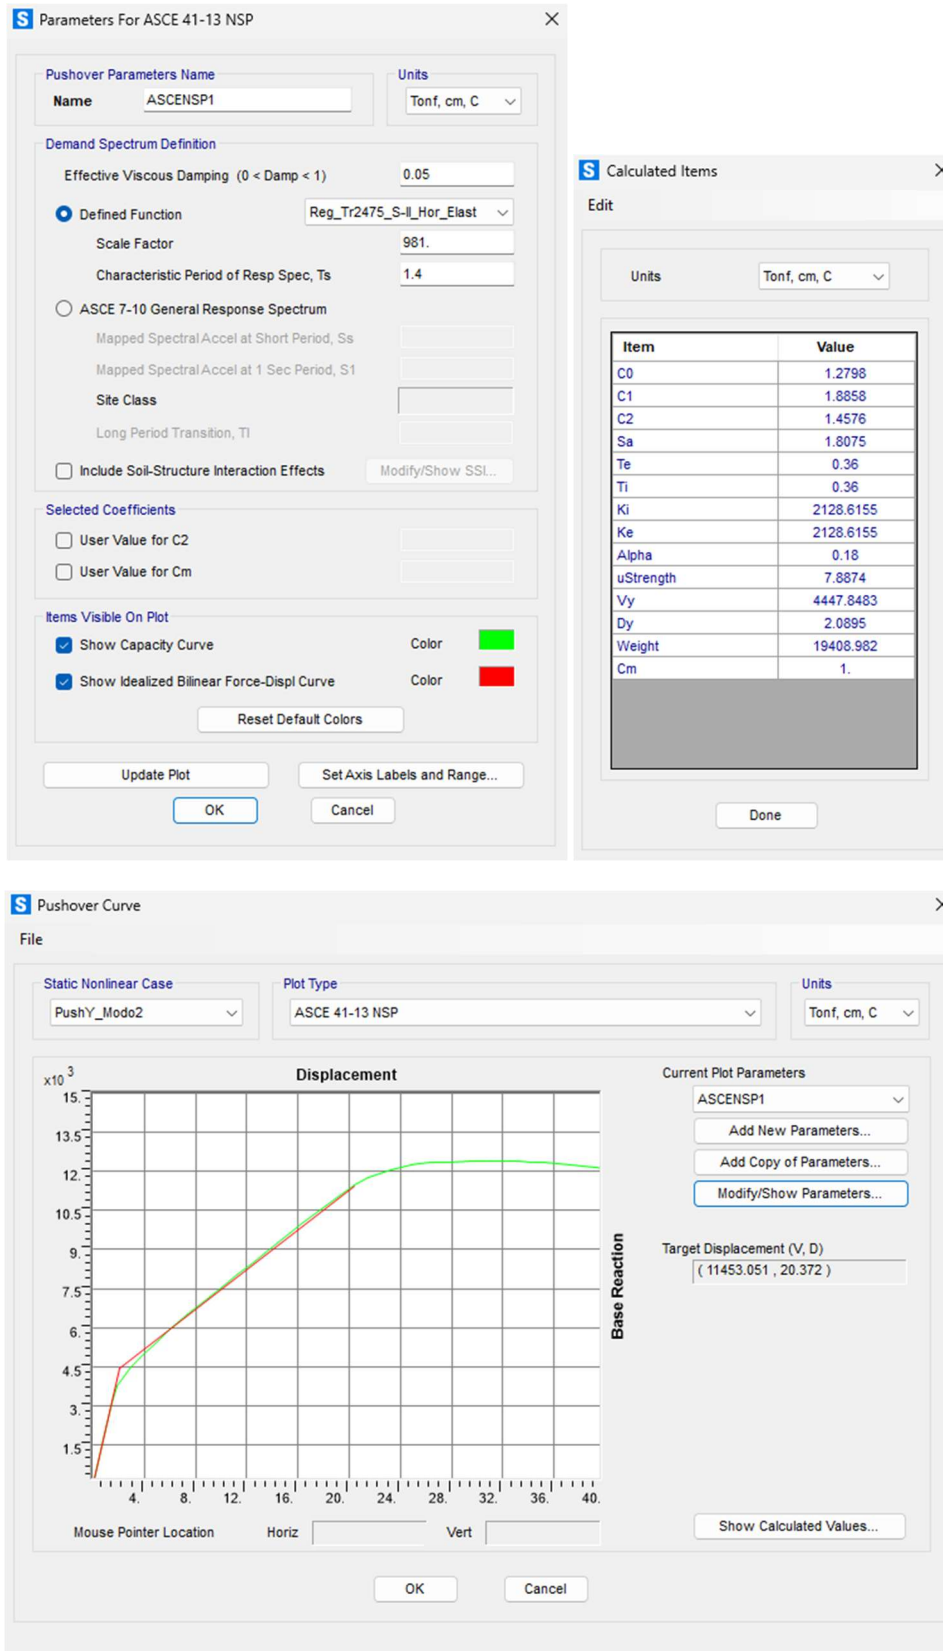 S Parameters For ASCE 41-13 NSP
Pushover Parameters Name
Name ASCENSP1
Units
Tonf, cm, C
Demand Spectrum Definition
Effective Viscous Damping (0 < Damp < 1) 0.05
Defined Function Reg_Tr2475_S-II_Hor_Elast
Scale Factor 981.
Characteristic Period of Resp Spec, Ts 1.4
ASCE 7-10 General Response Spectrum
Mapped Spectral Accel at Short Period, Ss
Mapped Spectral Accel at 1 Sec Period, S1
Site Class
Long Period Transition, Tl
Include Soil-Structure Interaction Effects Modify/Show SSI...
Selected Coefficients
User Value for C2
User Value for Cm
Items Visible On Plot
Show Capacity Curve Color
Show Idealized Bilinear Force-Displ Curve Color
Reset Default Colors
Update Plot Set Axis Labels and Range...
OK Cancel
S Calculated Items
Edit
Units Tonf, cm, C
Item Value
C0 1.2798
C1 1.8858
C2 1.4576
Sa 1.8075
Te 0.36
Ti 0.36
Ki 2128.6155
Ke 2128.6155
Alpha 0.18
uStrength 7.8874
Vy 4447.8483
Dy 2.0895
Weight 19408.982
Cm 1.
Done
S Pushover Curve
File
Static Nonlinear Case
PushY_Modo2
Plot Type
ASCE 41-13 NSP
Units
Tonf, cm, C
x10 3
Displacement
15.
13.5
12.
10.5
9.
7.5
6.
4.5
3.
1.5
4. 8. 12. 16. 20. 24. 28. 32. 36. 40.
Base Reaction
Mouse Pointer Location Horiz Vert
Current Plot Parameters
ASCENSP1
Add New Parameters...
Add Copy of Parameters...
Modify/Show Parameters...
Target Displacement (V, D)
( 11453.051 , 20.372 )
Show Calculated Values...
OK Cancel